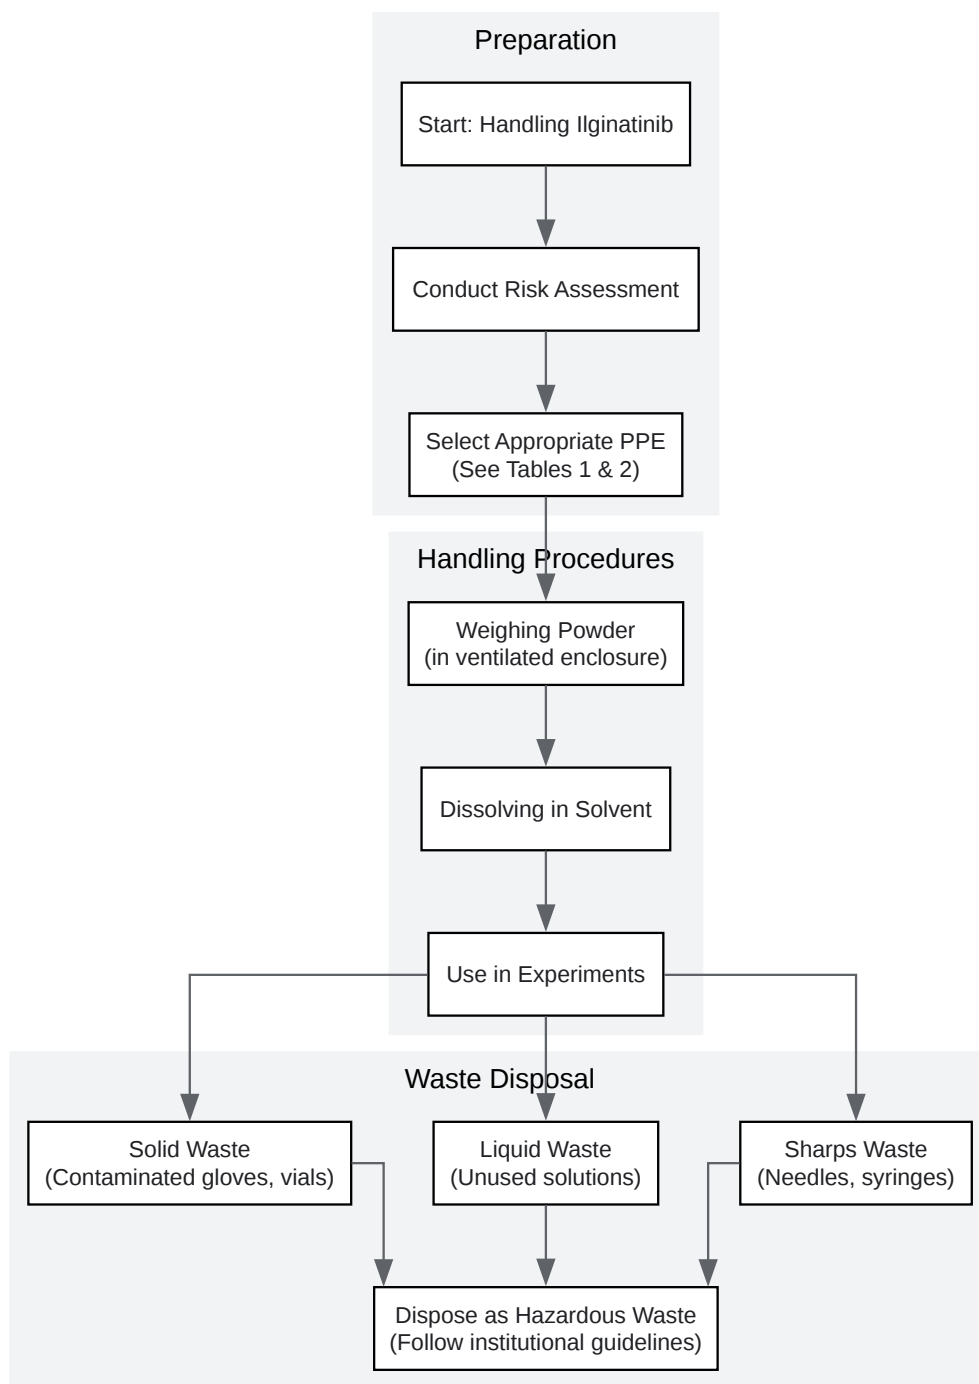 Preparation
Start: Handling Ilginatinib
Conduct Risk Assessment
Select Appropriate PPE
(See Tables 1 & 2)
Handling Procedures
Weighing Powder
(in ventilated enclosure)
Dissolving in Solvent
Use in Experiments
Waste Disposal
Solid Waste
(Contaminated gloves, vials)
Liquid Waste
(Unused solutions)
Sharps Waste
(Needles, syringes)
Dispose as Hazardous Waste
(Follow institutional guidelines)